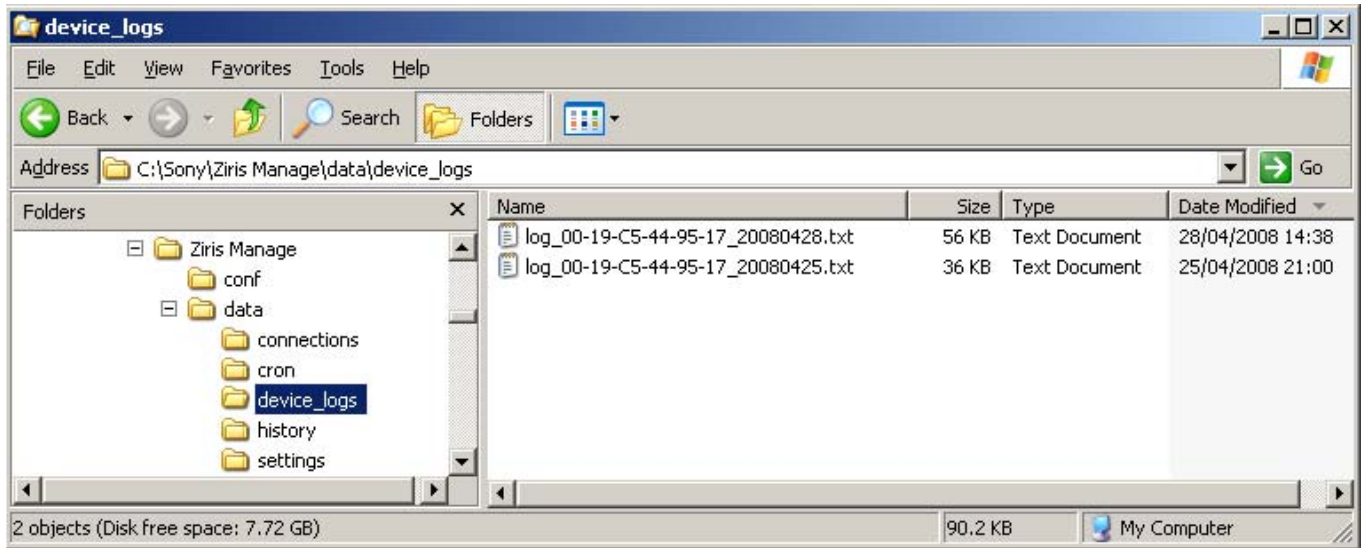 device_logs
File Edit View Favorites Tools Help
Back Search Folders
Address C:\Sony\Ziris Manage\data\device_logs Go
Folders x Name Size Type Date Modified
Ziris Manage log_00-19-C5-44-95-17_20080428.txt 56 KB Text Document 28/04/2008 14:38
conf log_00-19-C5-44-95-17_20080425.txt 36 KB Text Document 25/04/2008 21:00
data
connections
cron
device_logs
history
settings
2 objects (Disk free space: 7.72 GB) 90.2 KB My Computer